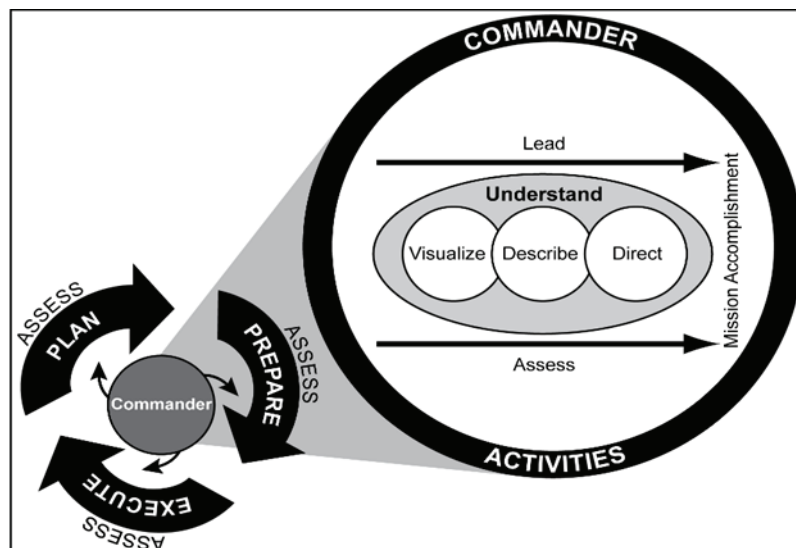 COMMANDER
Lead
Understand
Visualize
Describe
Direct
Assess
Mission Accomplishment
ACTIVITIES
ASSESS
PLAN
ASSESS
PREPARE
Commander
EXECUTE
ASSESS